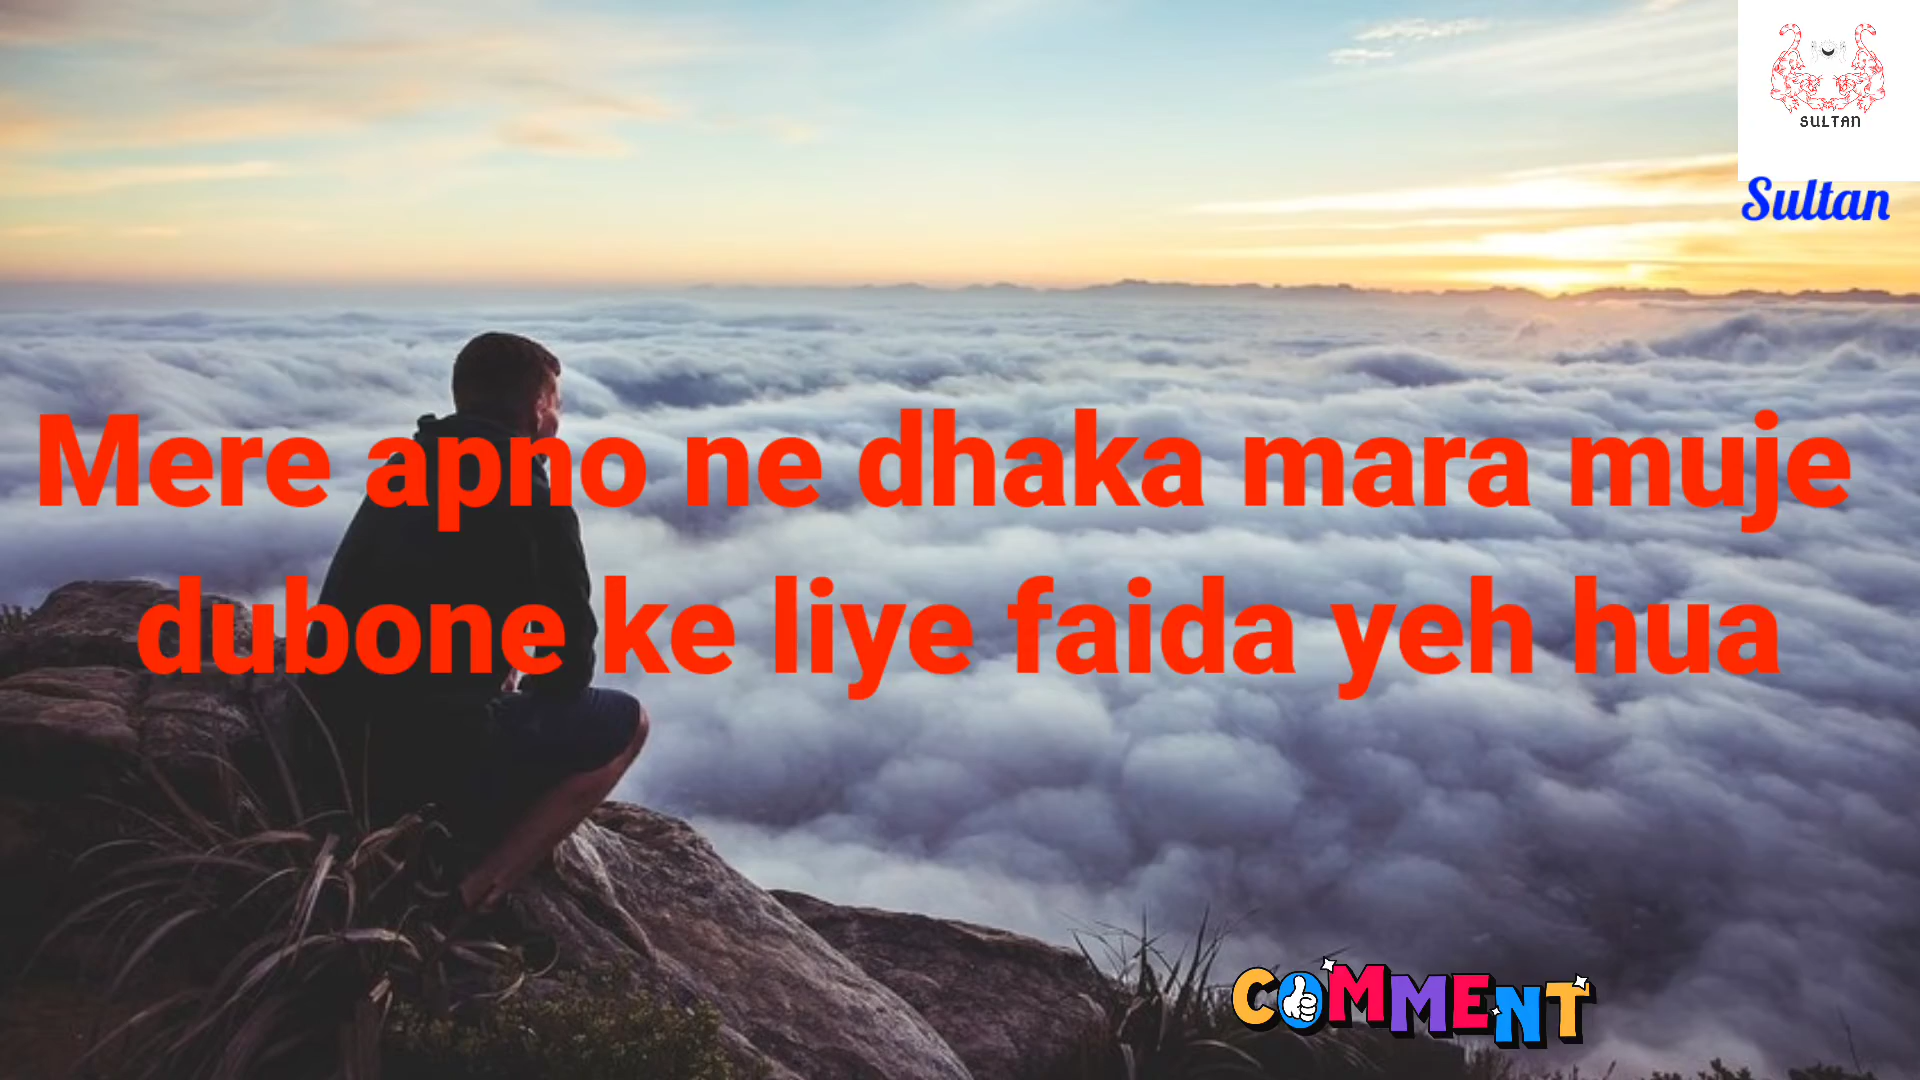 SULTAN
Sultan
Mere apno ne dhaka mara muje
dubone ke liye faida yeh hua
COMMENT